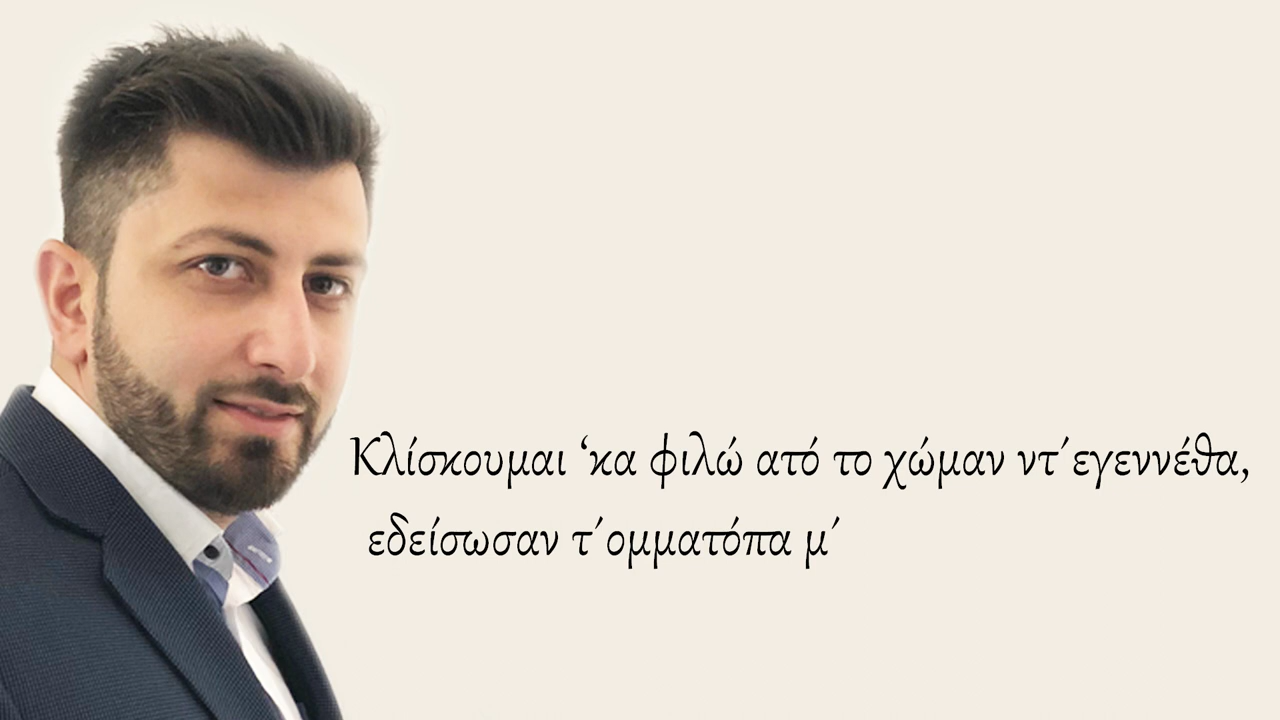 Κλίσκουμαι ‘κα φιλώ ατό το χώμαν ντ΄εγεννέθα,
εδείσωσαν τ΄ομματόπα μ΄